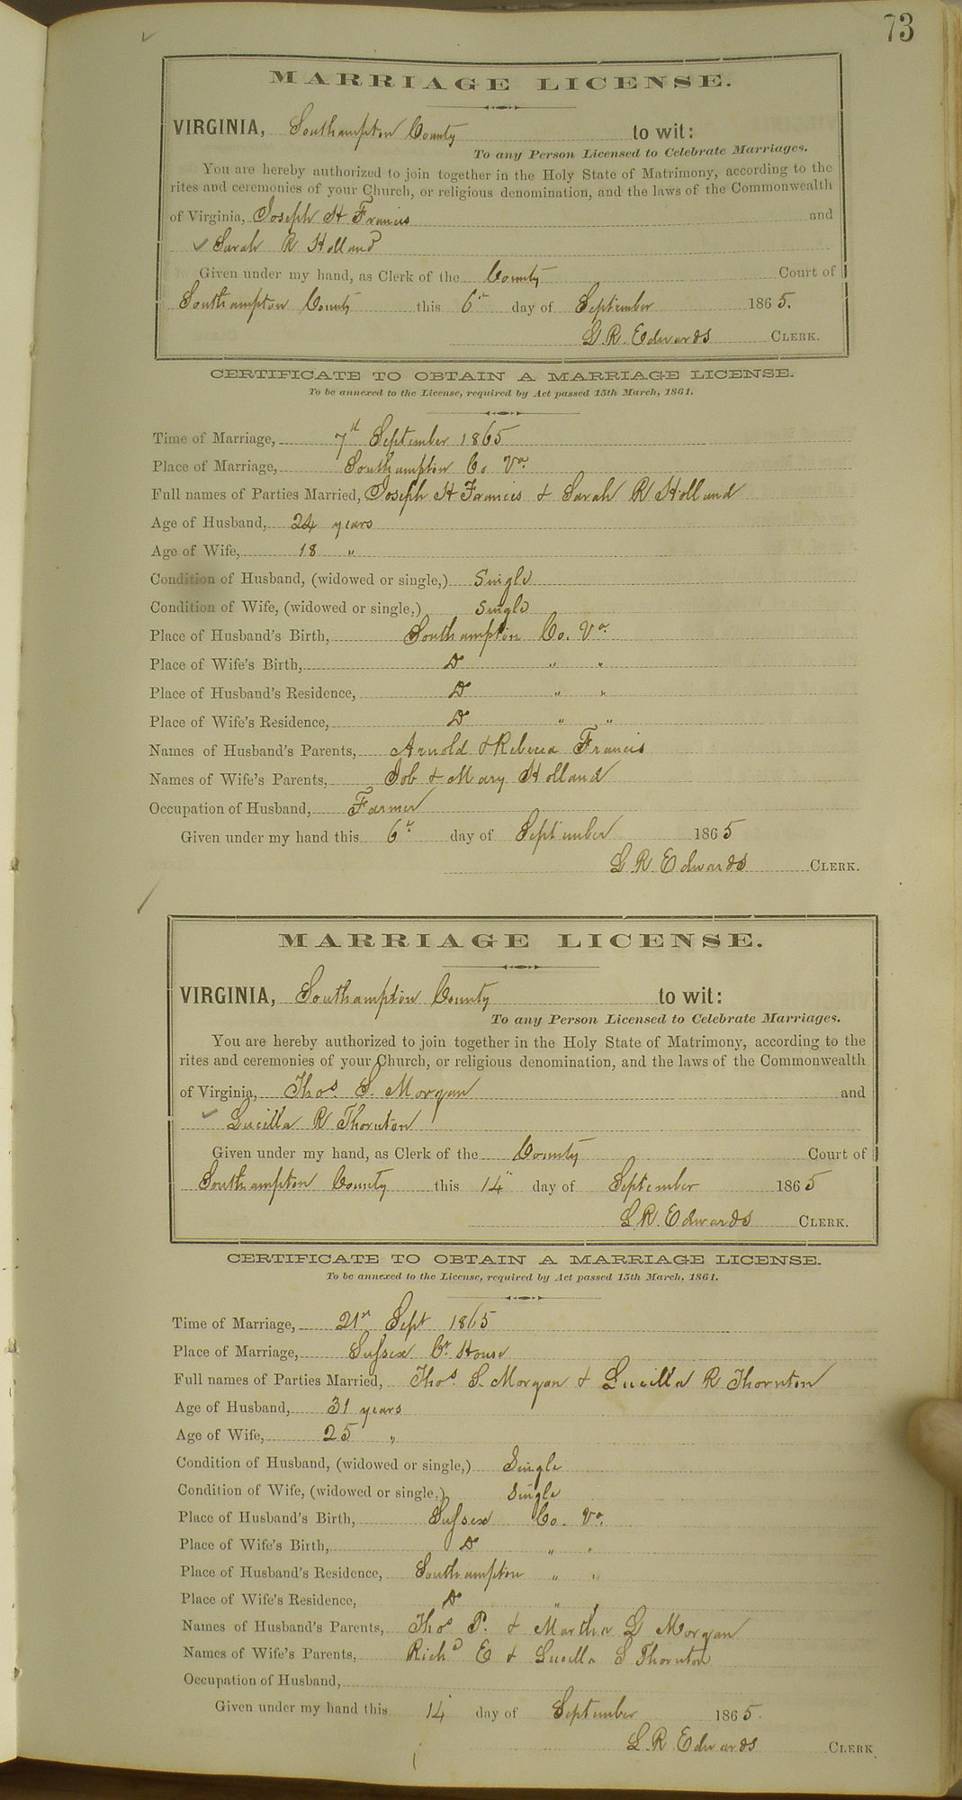 73
MARRIAGE LICENSE.
VIRGINIA, Southampton County to wit:
To any Person Licensed to Celebrate Marriages.
You are hereby authorized to join together in the Holy State of Matrimony, according to the
rites and ceremonies of your Church, or religious denomination, and the laws of the Commonwealth
of Virginia, Joseph H Francis and
Sarah R Holland
Given under my hand, as Clerk of the County Court of
Southampton County this 6th day of September 1865.
L R. Edwards CLERK.
CERTIFICATE TO OBTAIN A MARRIAGE LICENSE.
To be annexed to the License, required by Act passed 15th March, 1861.
Time of Marriage, 7th September 1865
Place of Marriage, Southampton Co. Va.
Full names of Parties Married, Joseph H Francis & Sarah R Holland
Age of Husband, 24 years
Age of Wife, 18 "
Condition of Husband, (widowed or single,) Single
Condition of Wife, (widowed or single,) single
Place of Husband's Birth, Southampton Co. Va.
Place of Wife's Birth, Do " "
Place of Husband's Residence, Do " "
Place of Wife's Residence, Do " "
Names of Husband's Parents, Arnold & Rebecca Francis
Names of Wife's Parents, Job & Mary Holland
Occupation of Husband, Farmer
Given under my hand this 6th day of September 1865
L R. Edwards CLERK.
MARRIAGE LICENSE.
VIRGINIA, Southampton County to wit:
To any Person Licensed to Celebrate Marriages.
You are hereby authorized to join together in the Holy State of Matrimony, according to the
rites and ceremonies of your Church, or religious denomination, and the laws of the Commonwealth
of Virginia, Thos. S. Morgan and
Lucilla R Thornton
Given under my hand, as Clerk of the County Court of
Southampton County this 14" day of September 1865
L. R. Edwards CLERK.
CERTIFICATE TO OBTAIN A MARRIAGE LICENSE.
To be annexed to the License, required by Act passed 15th March, 1861.
Time of Marriage, 21st Sept 1865
Place of Marriage, Sussex Ct. House
Full names of Parties Married, Thos. S. Morgan & Lucilla R Thornton
Age of Husband, 31 years
Age of Wife, 25 "
Condition of Husband, (widowed or single,) Single
Condition of Wife, (widowed or single,) Single
Place of Husband's Birth, Sussex Co. Va.
Place of Wife's Birth, Do " "
Place of Husband's Residence, Southampton " "
Place of Wife's Residence, Do " "
Names of Husband's Parents, Thos P. & Martha G Morgan
Names of Wife's Parents, Richd E & Lucilla S Thornton
Occupation of Husband,
Given under my hand this 14 day of September 1865.
L. R Edwards CLERK